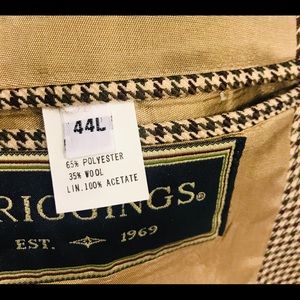 44L
65% POLYESTER
35% WOOL
LIN.100% ACETATE
RIGGINGS®
EST. 1969